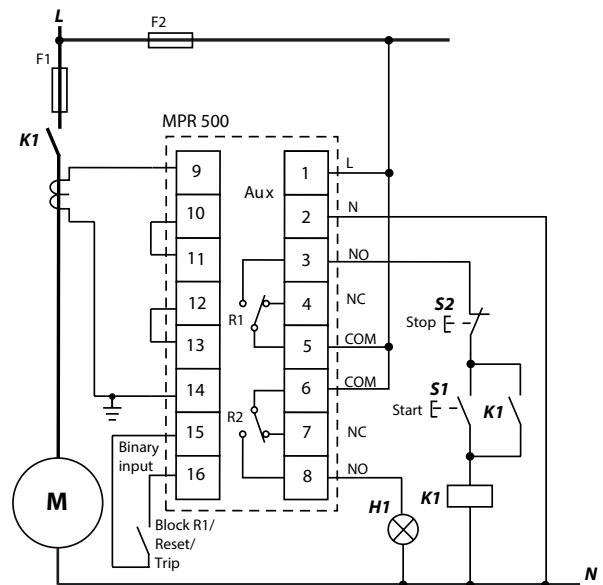 L
F2
F1
K1
MPR 500
Aux
9
10
11
12
13
14
15
16
1
2
3
4
5
6
7
8
L
N
NO
NC
COM
COM
NC
NO
R1
R2
S2
Stop
S1
Start
K1
K1
H1
Binary
input
Block R1/
Reset/
Trip
M
N